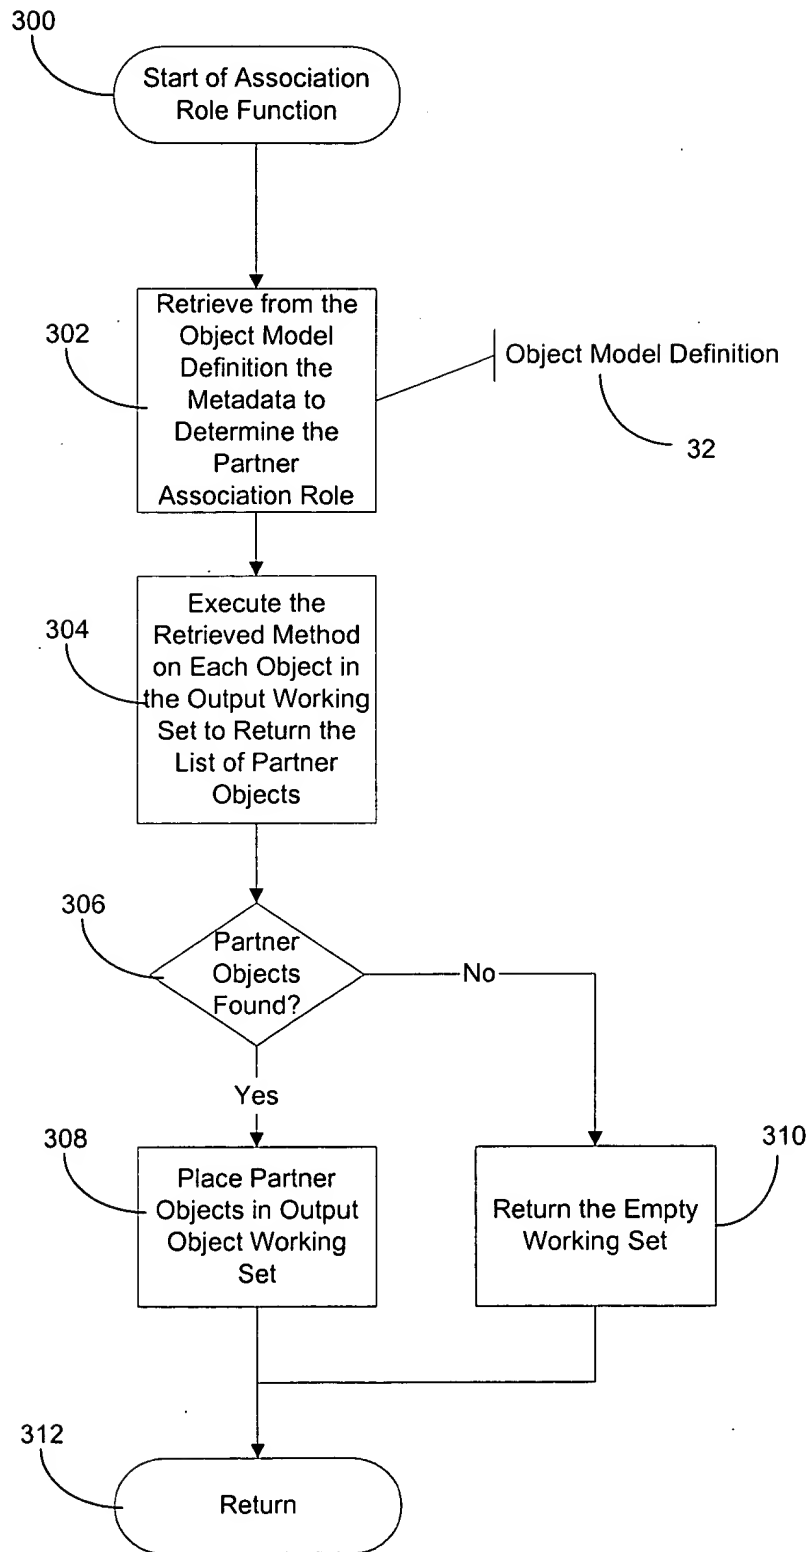 300
Start of Association
Role Function
302
Retrieve from the
Object Model
Definition the
Metadata to
Determine the
Partner
Association Role
Object Model Definition
32
304
Execute the
Retrieved Method
on Each Object in
the Output Working
Set to Return the
List of Partner
Objects
306
Partner
Objects
Found?
No
Yes
308
Place Partner
Objects in Output
Object Working
Set
310
Return the Empty
Working Set
312
Return